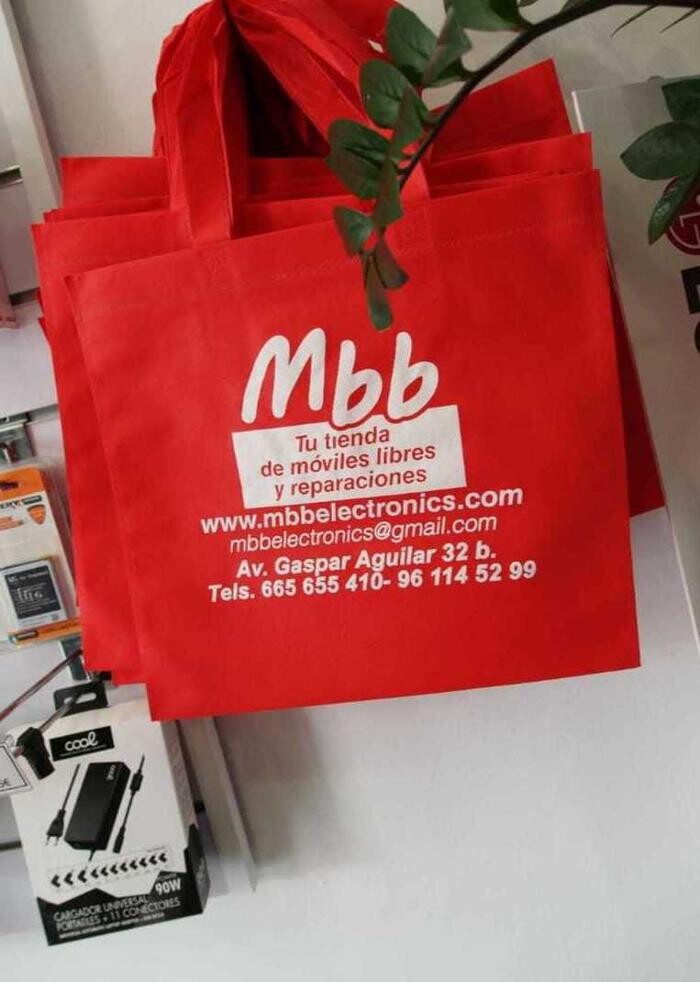 Mbb
Tu tienda
de móviles libres
y reparaciones
www.mbbelectronics.com
mbbelectronics@gmail.com
Av. Gaspar Aguilar 32 b.
Tels. 665 655 410- 96 114 52 99
cool
90W
CARGADOR UNIVERSAL
PORTATILES + 11 CONECTORES